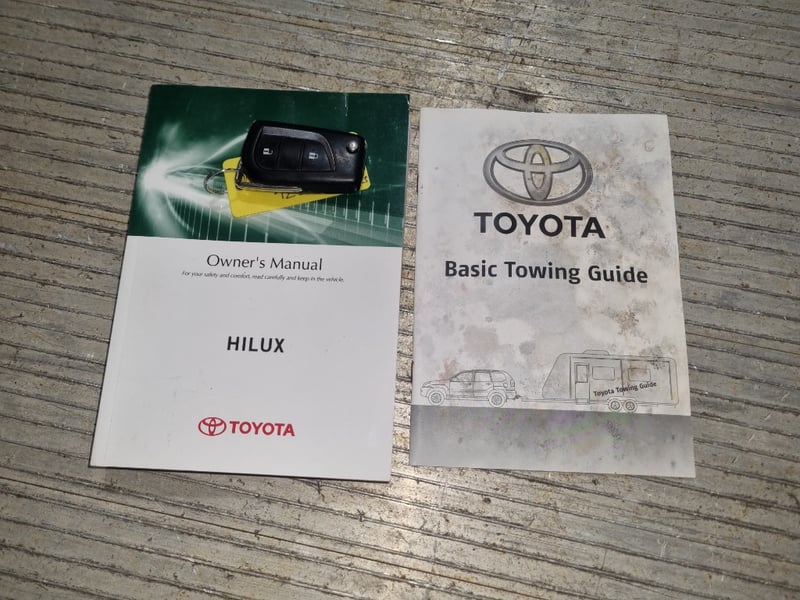 Owner's Manual
For your safety and comfort, read carefully and keep in the vehicle.
HILUX
TOYOTA
TOYOTA
Basic Towing Guide
Toyota Towing Guide